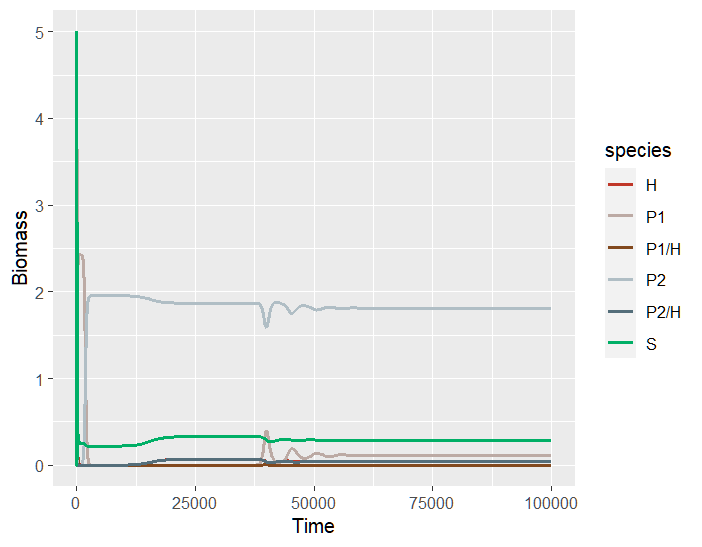 5
4
3
2
1
0
Biomass
0
25000
50000
75000
100000
Time
species
H
P1
P1/H
P2
P2/H
S